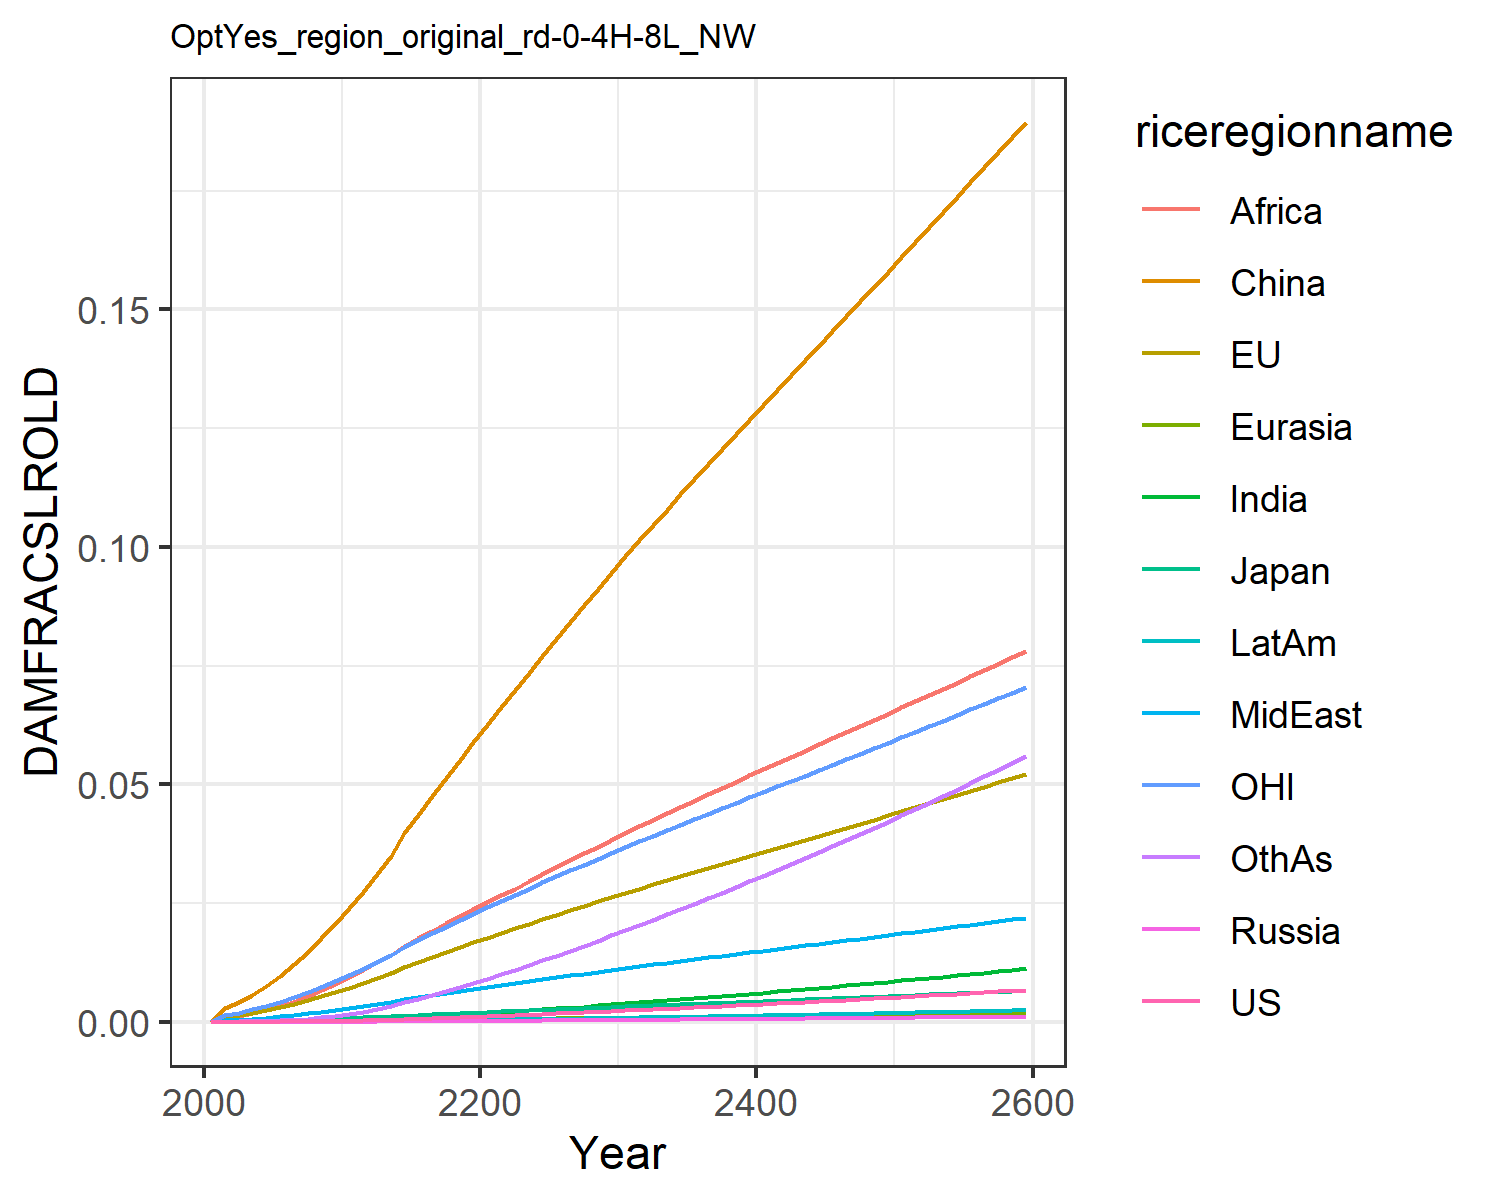 OptYes_region_original_rd-0-4H-8L_NW
DAMFRACSLROLD
0.15
0.10
0.05
0.00
2000 2200 2400 2600
Year
riceregionname
Africa
China
EU
Eurasia
India
Japan
LatAm
MidEast
OHI
OthAs
Russia
US